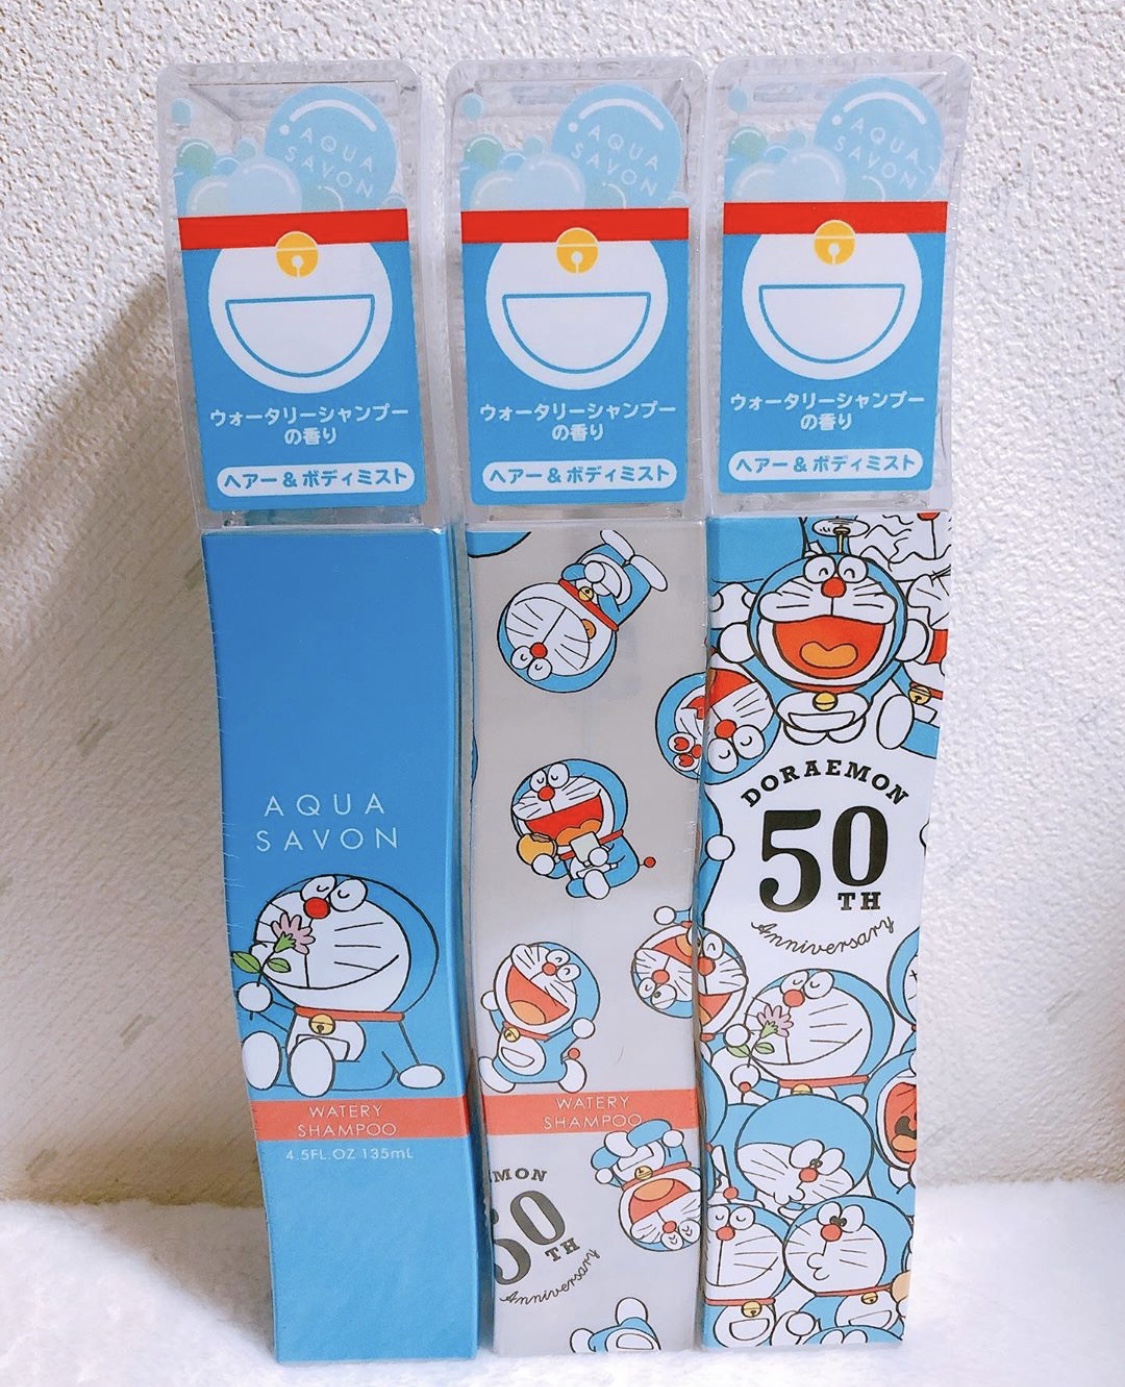 AQUA
SAVON
ウォータリーシャンプー
の香り
ヘアー&ボディミスト
AQUA
SAVON
WATERY
SHAMPOO
4.5FL.OZ 135mL
AQUA
SAVON
ウォータリーシャンプー
の香り
ヘアー&ボディミスト
WATERY
SHAMPOO
MON
50
TH
Anniversary
AQUA
SAVON
ウォータリーシャンプー
の香り
ヘアー&ボディミスト
DORAEMON
50
TH
Anniversary